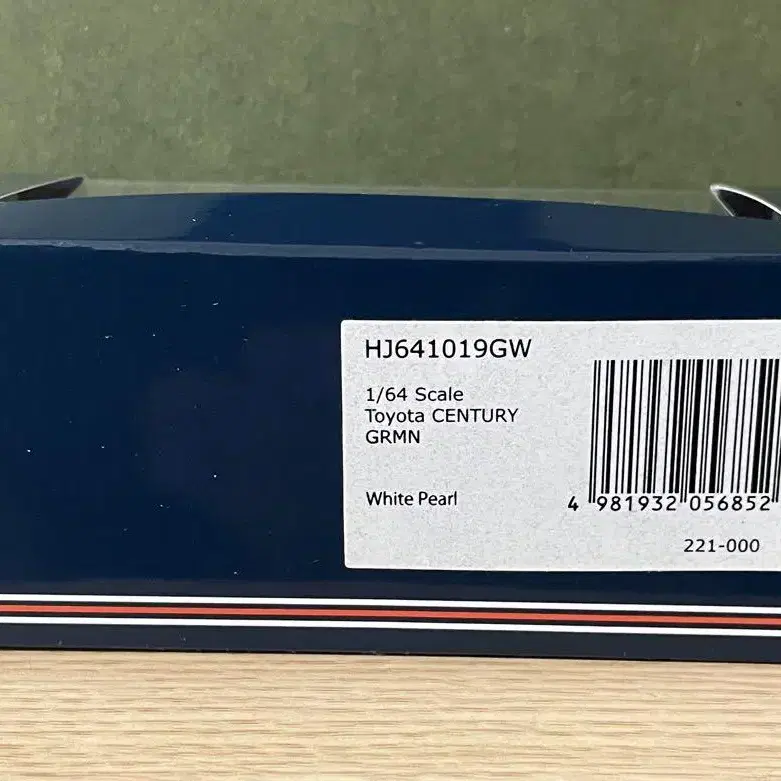 HJ641019GW
1/64 Scale
Toyota CENTURY
GRMN
White Pearl
4 981932 056852
221-000